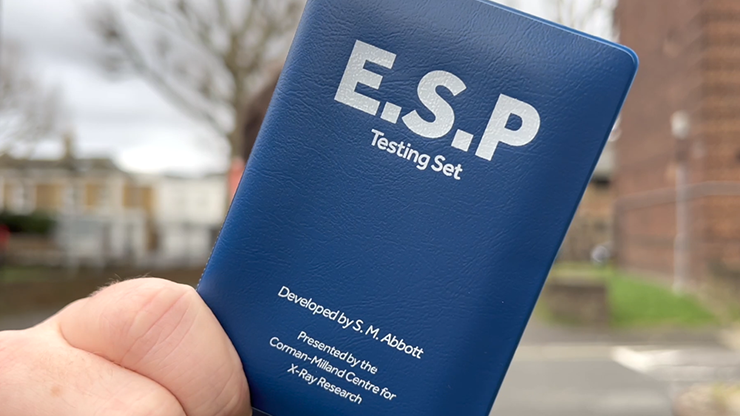 E.S.P
Testing Set
Developed by S. M. Abbott
Presented by the
Corman-Milland Centre for
X-Ray Research